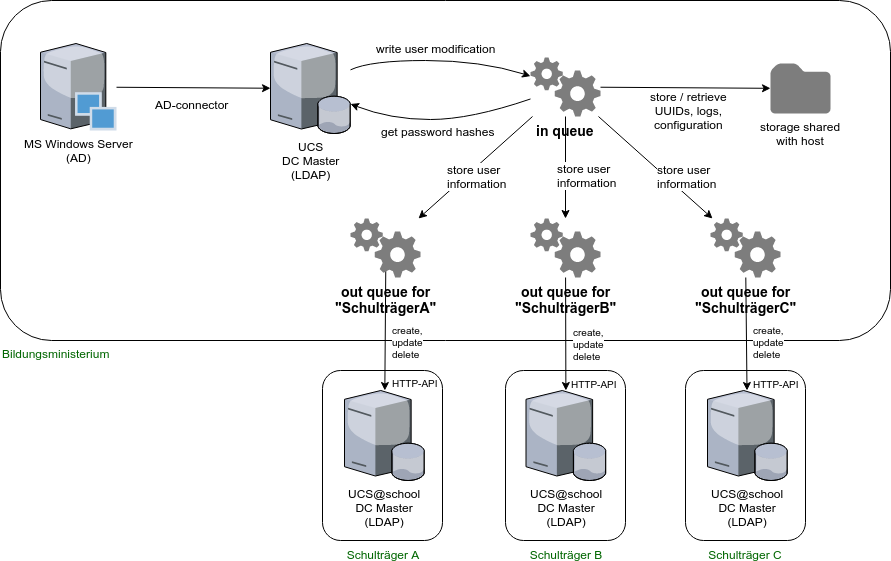 write user modification
AD-connector
get password hashes
store / retrieve
UUIDs, logs,
configuration
MS Windows Server
(AD)
UCS
DC Master
(LDAP)
in queue
storage shared
with host
store user
information
store user
information
store user
information
out queue for
"SchulträgerA"
out queue for
"SchulträgerB"
out queue for
"SchulträgerC"
create,
update
delete
create,
update
delete
create,
update
delete
Bildungsministerium
HTTP-API
HTTP-API
HTTP-API
UCS@school
DC Master
(LDAP)
UCS@school
DC Master
(LDAP)
UCS@school
DC Master
(LDAP)
Schulträger A
Schulträger B
Schulträger C